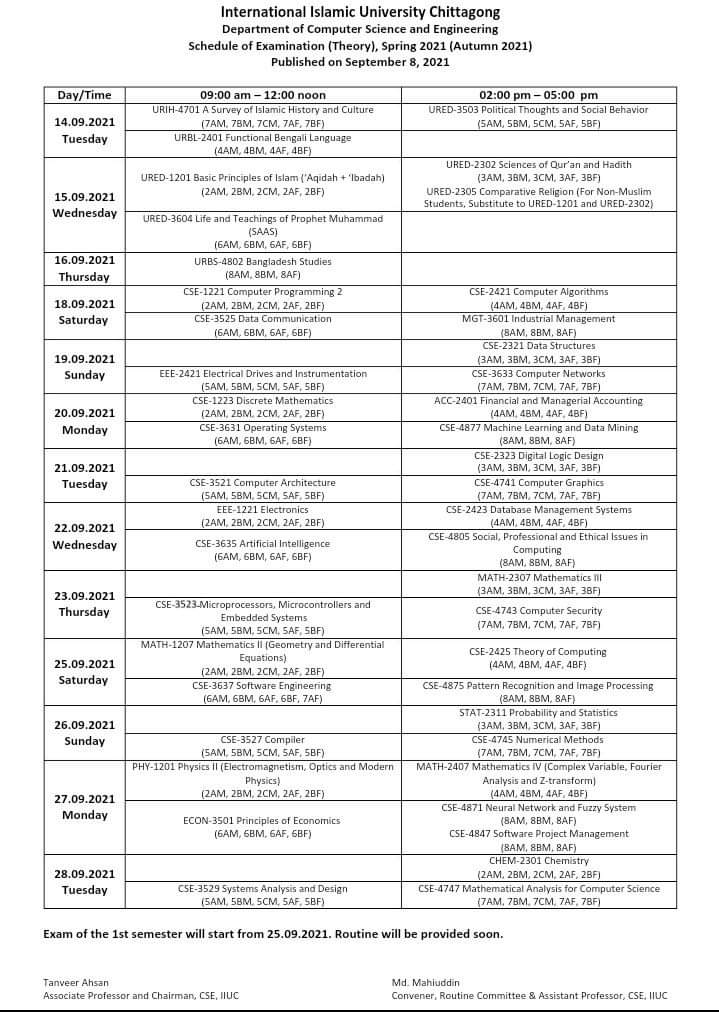 International Islamic University Chittagong
Department of Computer Science and Engineering
Schedule of Examination (Theory), Spring 2021 (Autumn 2021)
Published on September 8, 2021
Day/Time
09:00 am – 12:00 noon
02:00 pm – 05:00 pm
14.09.2021
Tuesday
URIH-4701 A Survey of Islamic History and Culture
(7AM, 7BM, 7CM, 7AF, 7BF)
URED-3503 Political Thoughts and Social Behavior
(5AM, 5BM, 5CM, 5AF, 5BF)
URBL-2401 Functional Bengali Language
(4AM, 4BM, 4AF, 4BF)
15.09.2021
Wednesday
URED-1201 Basic Principles of Islam (‘Aqidah + ‘Ibadah)
(2AM, 2BM, 2CM, 2AF, 2BF)
URED-2302 Sciences of Qur’an and Hadith
(3AM, 3BM, 3CM, 3AF, 3BF)
URED-2305 Comparative Religion (For Non-Muslim
Students, Substitute to URED-1201 and URED-2302)
URED-3604 Life and Teachings of Prophet Muhammad
(SAAS)
(6AM, 6BM, 6AF, 6BF)
16.09.2021
Thursday
URBS-4802 Bangladesh Studies
(8AM, 8BM, 8AF)
18.09.2021
Saturday
CSE-1221 Computer Programming 2
(2AM, 2BM, 2CM, 2AF, 2BF)
CSE-2421 Computer Algorithms
(4AM, 4BM, 4AF, 4BF)
CSE-3525 Data Communication
(6AM, 6BM, 6AF, 6BF)
MGT-3601 Industrial Management
(8AM, 8BM, 8AF)
19.09.2021
Sunday
CSE-2321 Data Structures
(3AM, 3BM, 3CM, 3AF, 3BF)
EEE-2421 Electrical Drives and Instrumentation
(5AM, 5BM, 5CM, 5AF, 5BF)
CSE-3633 Computer Networks
(7AM, 7BM, 7CM, 7AF, 7BF)
20.09.2021
Monday
CSE-1223 Discrete Mathematics
(2AM, 2BM, 2CM, 2AF, 2BF)
ACC-2401 Financial and Managerial Accounting
(4AM, 4BM, 4AF, 4BF)
CSE-3631 Operating Systems
(6AM, 6BM, 6AF, 6BF)
CSE-4877 Machine Learning and Data Mining
(8AM, 8BM, 8AF)
21.09.2021
Tuesday
CSE-2323 Digital Logic Design
(3AM, 3BM, 3CM, 3AF, 3BF)
CSE-3521 Computer Architecture
(5AM, 5BM, 5CM, 5AF, 5BF)
CSE-4741 Computer Graphics
(7AM, 7BM, 7CM, 7AF, 7BF)
22.09.2021
Wednesday
EEE-1221 Electronics
(2AM, 2BM, 2CM, 2AF, 2BF)
CSE-2423 Database Management Systems
(4AM, 4BM, 4AF, 4BF)
CSE-3635 Artificial Intelligence
(6AM, 6BM, 6AF, 6BF)
CSE-4805 Social, Professional and Ethical Issues in
Computing
(8AM, 8BM, 8AF)
23.09.2021
Thursday
MATH-2307 Mathematics III
(3AM, 3BM, 3CM, 3AF, 3BF)
CSE-3523-Microprocessors, Microcontrollers and
Embedded Systems
(5AM, 5BM, 5CM, 5AF, 5BF)
CSE-4743 Computer Security
(7AM, 7BM, 7CM, 7AF, 7BF)
25.09.2021
Saturday
MATH-1207 Mathematics II (Geometry and Differential
Equations)
(2AM, 2BM, 2CM, 2AF, 2BF)
CSE-2425 Theory of Computing
(4AM, 4BM, 4AF, 4BF)
CSE-3637 Software Engineering
(6AM, 6BM, 6AF, 6BF, 7AF)
CSE-4875 Pattern Recognition and Image Processing
(8AM, 8BM, 8AF)
26.09.2021
Sunday
STAT-2311 Probability and Statistics
(3AM, 3BM, 3CM, 3AF, 3BF)
CSE-3527 Compiler
(5AM, 5BM, 5CM, 5AF, 5BF)
CSE-4745 Numerical Methods
(7AM, 7BM, 7CM, 7AF, 7BF)
27.09.2021
Monday
PHY-1201 Physics II (Electromagnetism, Optics and Modern
Physics)
(2AM, 2BM, 2CM, 2AF, 2BF)
MATH-2407 Mathematics IV (Complex Variable, Fourier
Analysis and Z-transform)
(4AM, 4BM, 4AF, 4BF)
ECON-3501 Principles of Economics
(6AM, 6BM, 6AF, 6BF)
CSE-4871 Neural Network and Fuzzy System
(8AM, 8BM, 8AF)
CSE-4847 Software Project Management
(8AM, 8BM, 8AF)
28.09.2021
Tuesday
CHEM-2301 Chemistry
(2AM, 2BM, 2CM, 2AF, 2BF)
CSE-3529 Systems Analysis and Design
(5AM, 5BM, 5CM, 5AF, 5BF)
CSE-4747 Mathematical Analysis for Computer Science
(7AM, 7BM, 7CM, 7AF, 7BF)
Exam of the 1st semester will start from 25.09.2021. Routine will be provided soon.
Tanveer Ahsan
Associate Professor and Chairman, CSE, IIUC
Md. Mahiuddin
Convener, Routine Committee & Assistant Professor, CSE, IIUC